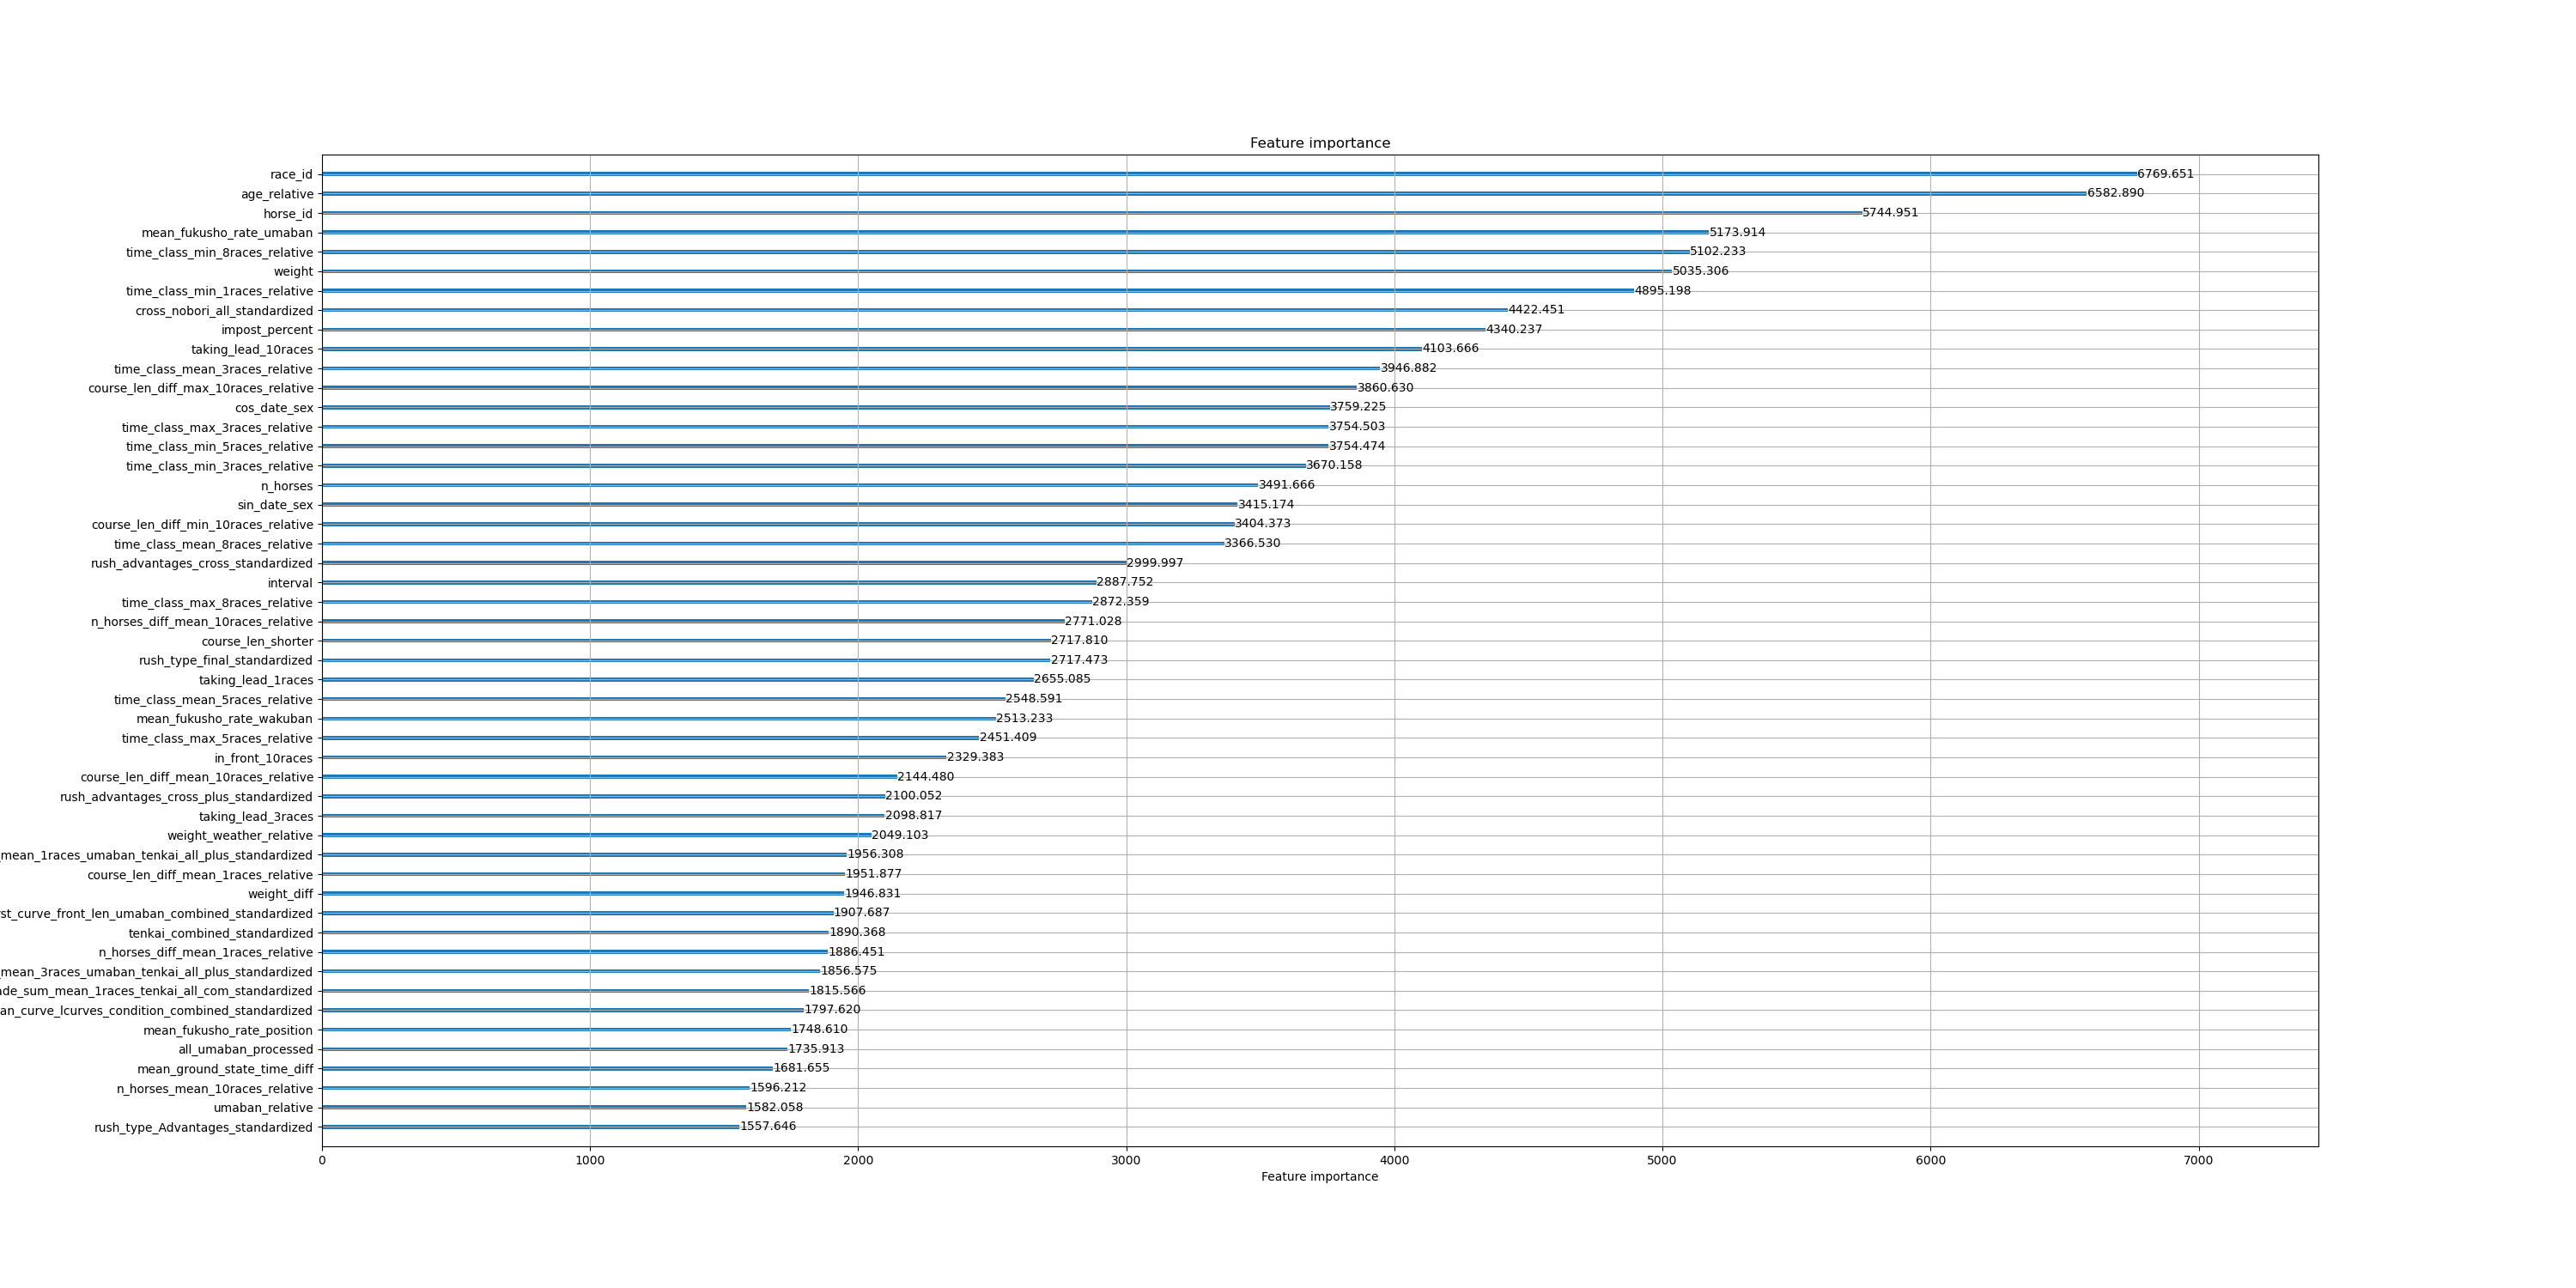 Feature importance
race_id 6769.651
age_relative 6582.890
horse_id 5744.951
mean_fukusho_rate_umaban 5173.914
time_class_min_8races_relative 5102.233
weight 5035.306
time_class_min_1races_relative 4895.198
cross_nobori_all_standardized 4422.451
impost_percent 4340.237
taking_lead_10races 4103.666
time_class_mean_3races_relative 3946.882
course_len_diff_max_10races_relative 3860.630
cos_date_sex 3759.225
time_class_max_3races_relative 3754.503
time_class_min_5races_relative 3754.474
time_class_min_3races_relative 3670.158
n_horses 3491.666
sin_date_sex 3415.174
course_len_diff_min_10races_relative 3404.373
time_class_mean_8races_relative 3366.530
rush_advantages_cross_standardized 2999.997
interval 2887.752
time_class_max_8races_relative 2872.359
n_horses_diff_mean_10races_relative 2771.028
course_len_shorter 2717.810
rush_type_final_standardized 2717.473
taking_lead_1races 2655.085
time_class_mean_5races_relative 2548.591
mean_fukusho_rate_wakuban 2513.233
time_class_max_5races_relative 2451.409
in_front_10races 2329.383
course_len_diff_mean_10races_relative 2144.480
rush_advantages_cross_plus_standardized 2100.052
taking_lead_3races 2098.817
weight_weather_relative 2049.103
_mean_1races_umaban_tenkai_all_plus_standardized 1956.308
course_len_diff_mean_1races_relative 1951.877
weight_diff 1946.831
st_curve_front_len_umaban_combined_standardized 1907.687
tenkai_combined_standardized 1890.368
n_horses_diff_mean_1races_relative 1886.451
_mean_3races_umaban_tenkai_all_plus_standardized 1856.575
de_sum_mean_1races_tenkai_all_com_standardized 1815.566
an_curve_lcurves_condition_combined_standardized 1797.620
mean_fukusho_rate_position 1748.610
all_umaban_processed 1735.913
mean_ground_state_time_diff 1681.655
n_horses_mean_10races_relative 1596.212
umaban_relative 1582.058
rush_type_Advantages_standardized 1557.646
0 1000 2000 3000 4000 5000 6000 7000
Feature importance